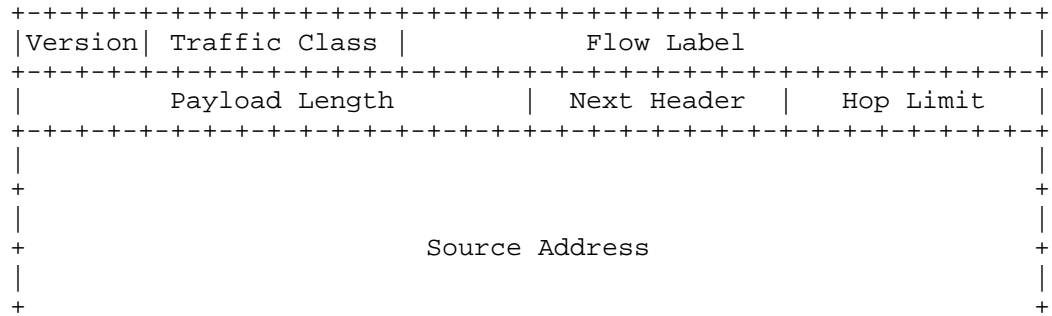 +-+-+-+-+-+-+-+-+-+-+-+-+-+-+-+-+-+-+-+-+-+-+-+-+-+-+-+-+-+-+-+-+
|Version| Traffic Class |           Flow Label                  |
+-+-+-+-+-+-+-+-+-+-+-+-+-+-+-+-+-+-+-+-+-+-+-+-+-+-+-+-+-+-+-+-+
|         Payload Length        |  Next Header  |   Hop Limit   |
+-+-+-+-+-+-+-+-+-+-+-+-+-+-+-+-+-+-+-+-+-+-+-+-+-+-+-+-+-+-+-+-+
|                                                               |
+                                                               +
|                                                               |
+                         Source Address                        +
|                                                               |
+                                                               +